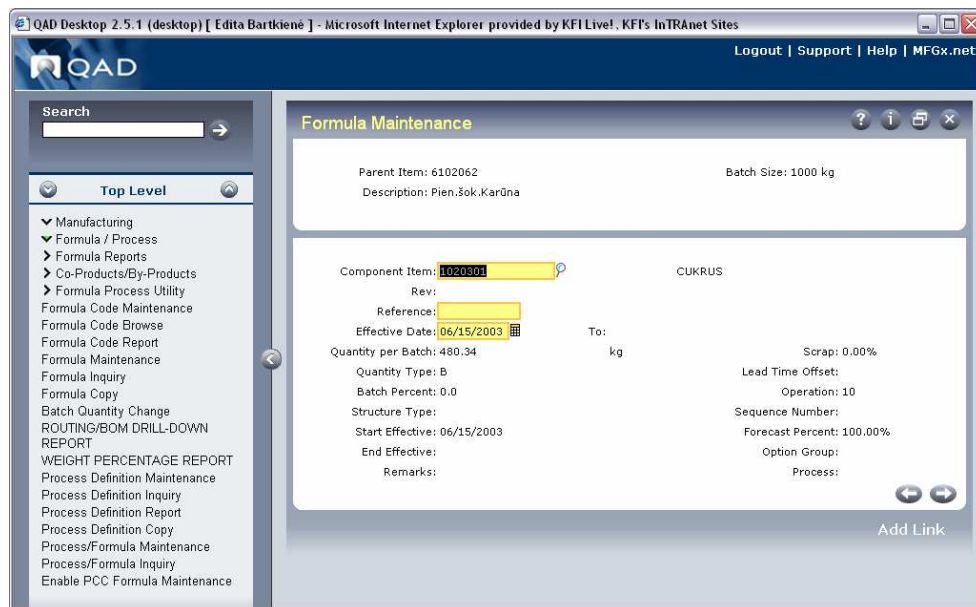 QAD Desktop 2.5.1 (desktop) [ Edita Bartkienė ] - Microsoft Internet Explorer provided by KFI Live!, KFI's InTRAnet Sites
Logout | Support | Help | MFGx.net
QAD
Search
Top Level
Manufacturing
Formula / Process
Formula Reports
Co-Products/By-Products
Formula Process Utility
Formula Code Maintenance
Formula Code Browse
Formula Code Report
Formula Maintenance
Formula Inquiry
Formula Copy
Batch Quantity Change
ROUTING/BOM DRILL-DOWN
REPORT
WEIGHT PERCENTAGE REPORT
Process Definition Maintenance
Process Definition Inquiry
Process Definition Report
Process Definition Copy
Process/Formula Maintenance
Process/Formula Inquiry
Enable PCC Formula Maintenance
Formula Maintenance
Parent Item: 6102062 Batch Size: 1000 kg
Description: Pien.šok.Karūna
Component Item: 1020301 CUKRUS
Rev:
Reference:
Effective Date: 06/15/2003 To:
Quantity per Batch: 480.34 kg Scrap: 0.00%
Quantity Type: B Lead Time Offset:
Batch Percent: 0.0 Operation: 10
Structure Type: Sequence Number:
Start Effective: 06/15/2003 Forecast Percent: 100.00%
End Effective: Option Group:
Remarks: Process:
Add Link